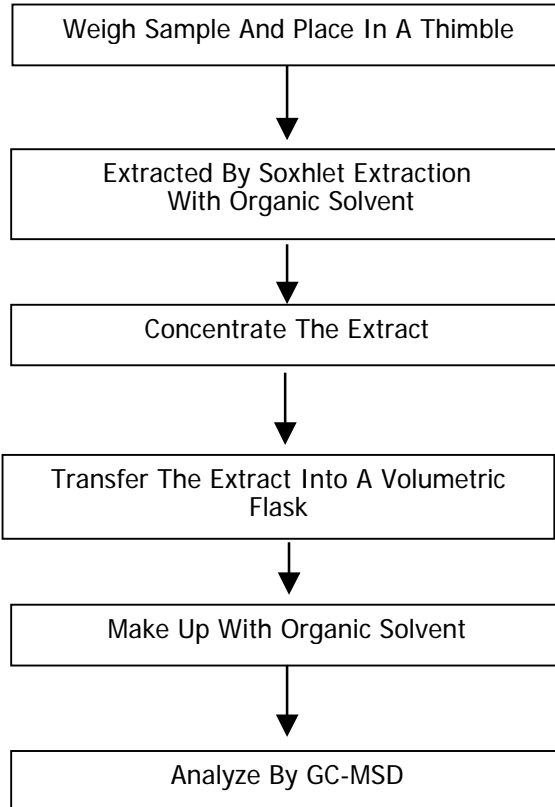 Weigh Sample And Place In A Thimble
Extracted By Soxhlet Extraction
With Organic Solvent
Concentrate The Extract
Transfer The Extract Into A Volumetric
Flask
Make Up With Organic Solvent
Analyze By GC-MSD